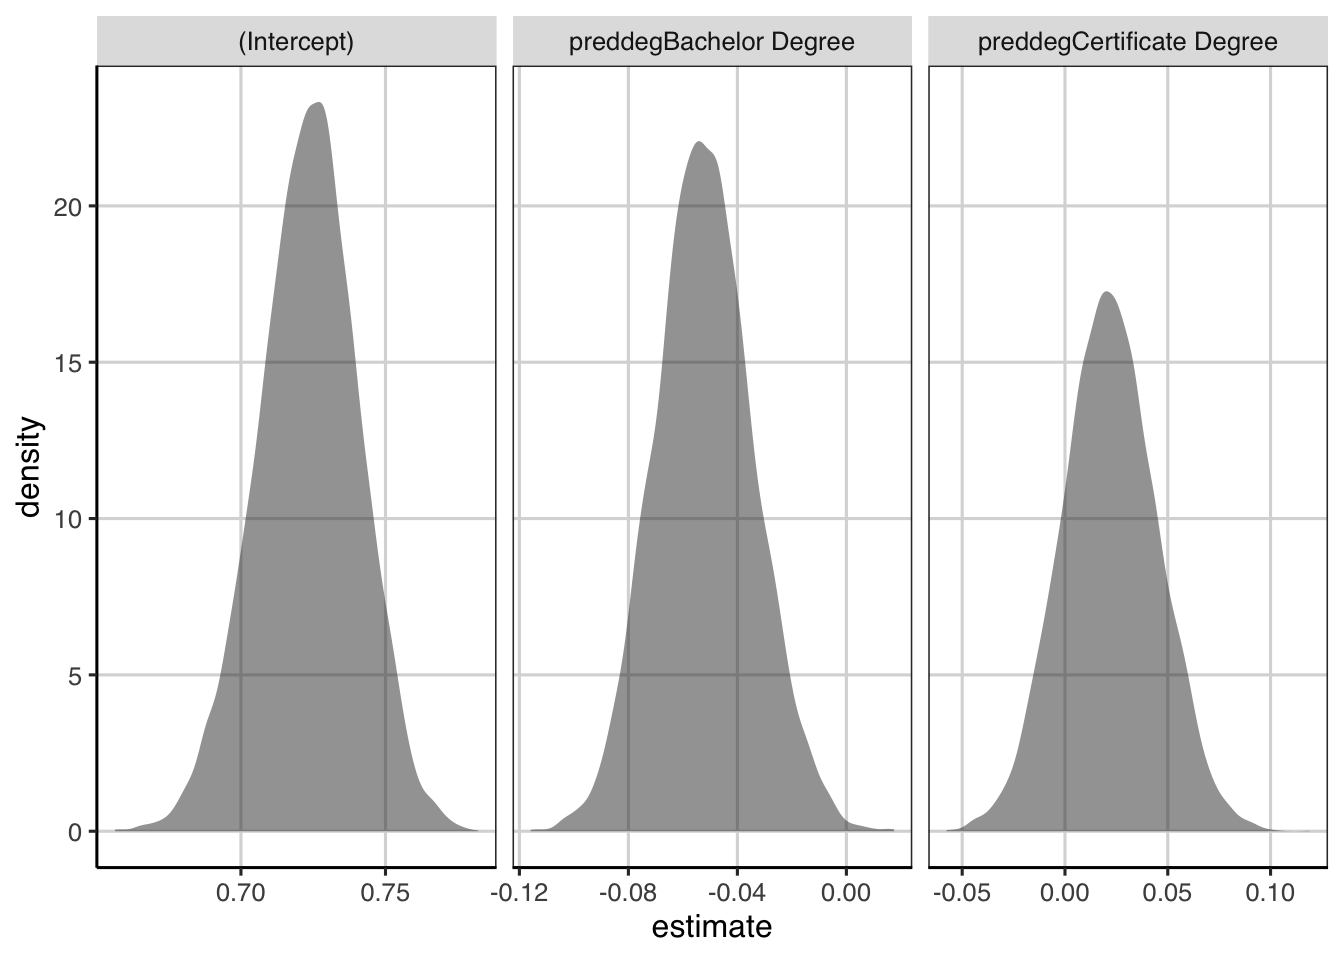 (Intercept)
preddegBachelor Degree
preddegCertificate Degree
density
20
15
10
5
0
0.70 0.75
-0.12 -0.08 -0.04 0.00
-0.05 0.00 0.05 0.10
estimate